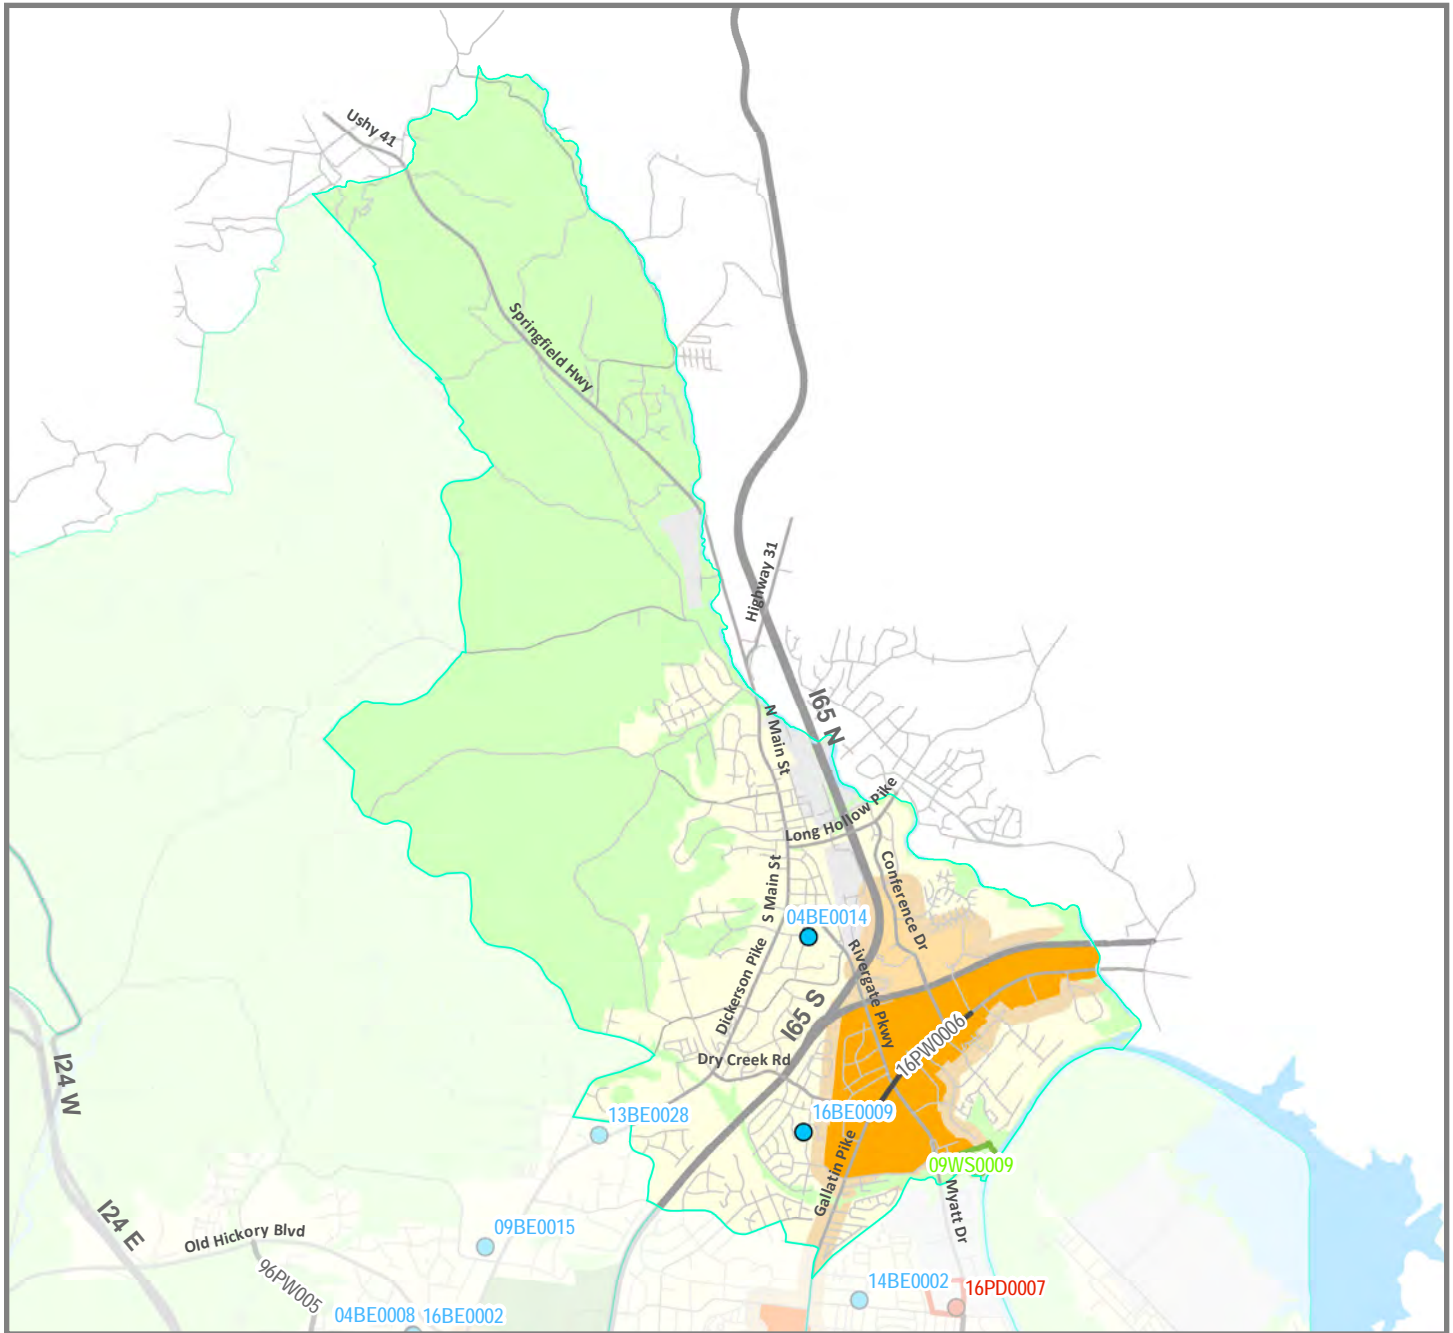 Ushy 41
Springfield Hwy
Highway 31
I65 N
N Main St
Long Hollow Pike
Conference Dr
S Main St
04BE0014
Rivergate Pkwy
Dickerson Pike
I65 S
16PW0006
Dry Creek Rd
I24 W
13BE0028
16BE0009
09WS0009
Gallatin Pike
Myatt Dr
I24 E
Old Hickory Blvd
09BE0015
96PW005
14BE0002
16PD0007
04BE0008
16BE0002